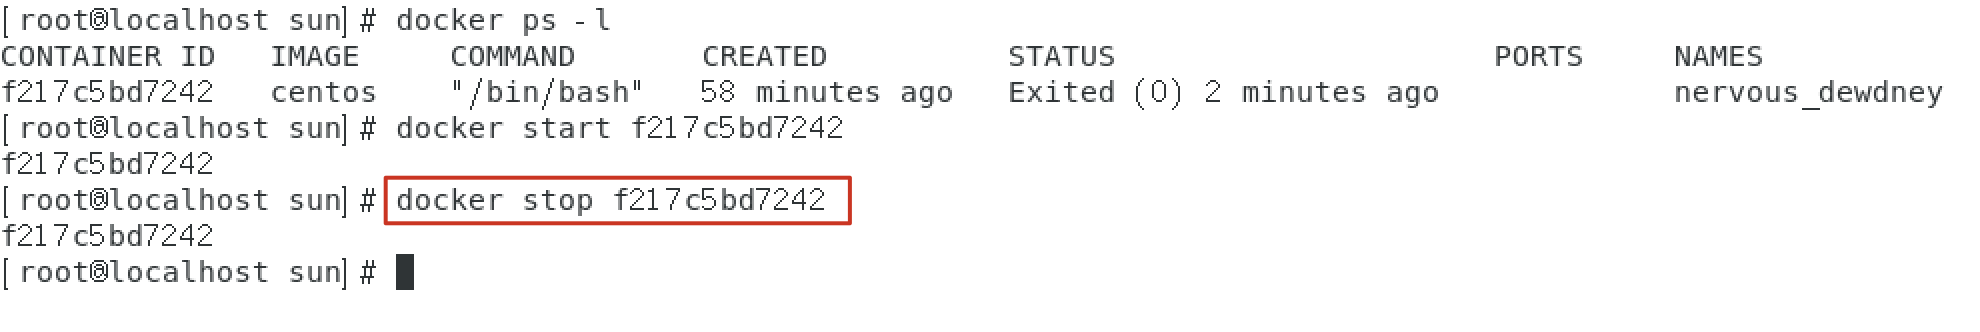 [root@localhost sun]# docker ps -l
CONTAINER ID   IMAGE     COMMAND       CREATED          STATUS                     PORTS     NAMES
f217c5bd7242   centos    "/bin/bash"   58 minutes ago   Exited (0) 2 minutes ago             nervous_dewdney
[root@localhost sun]# docker start f217c5bd7242
f217c5bd7242
[root@localhost sun]# docker stop f217c5bd7242
f217c5bd7242
[root@localhost sun]#